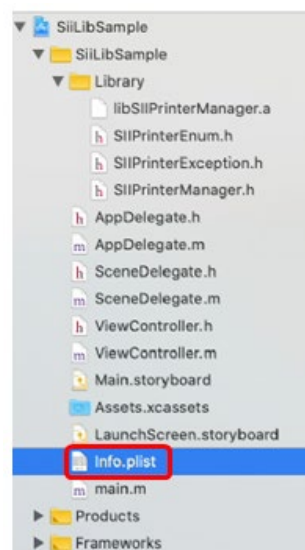 SiiLibSample
SiiLibSample
Library
libSIIPrinterManager.a
h SIIPrinterEnum.h
h SIIPrinterException.h
h SIIPrinterManager.h
h AppDelegate.h
m AppDelegate.m
h SceneDelegate.h
m SceneDelegate.m
h ViewController.h
m ViewController.m
Main.storyboard
Assets.xcassets
LaunchScreen.storyboard
Info.plist
m main.m
Products
Frameworks